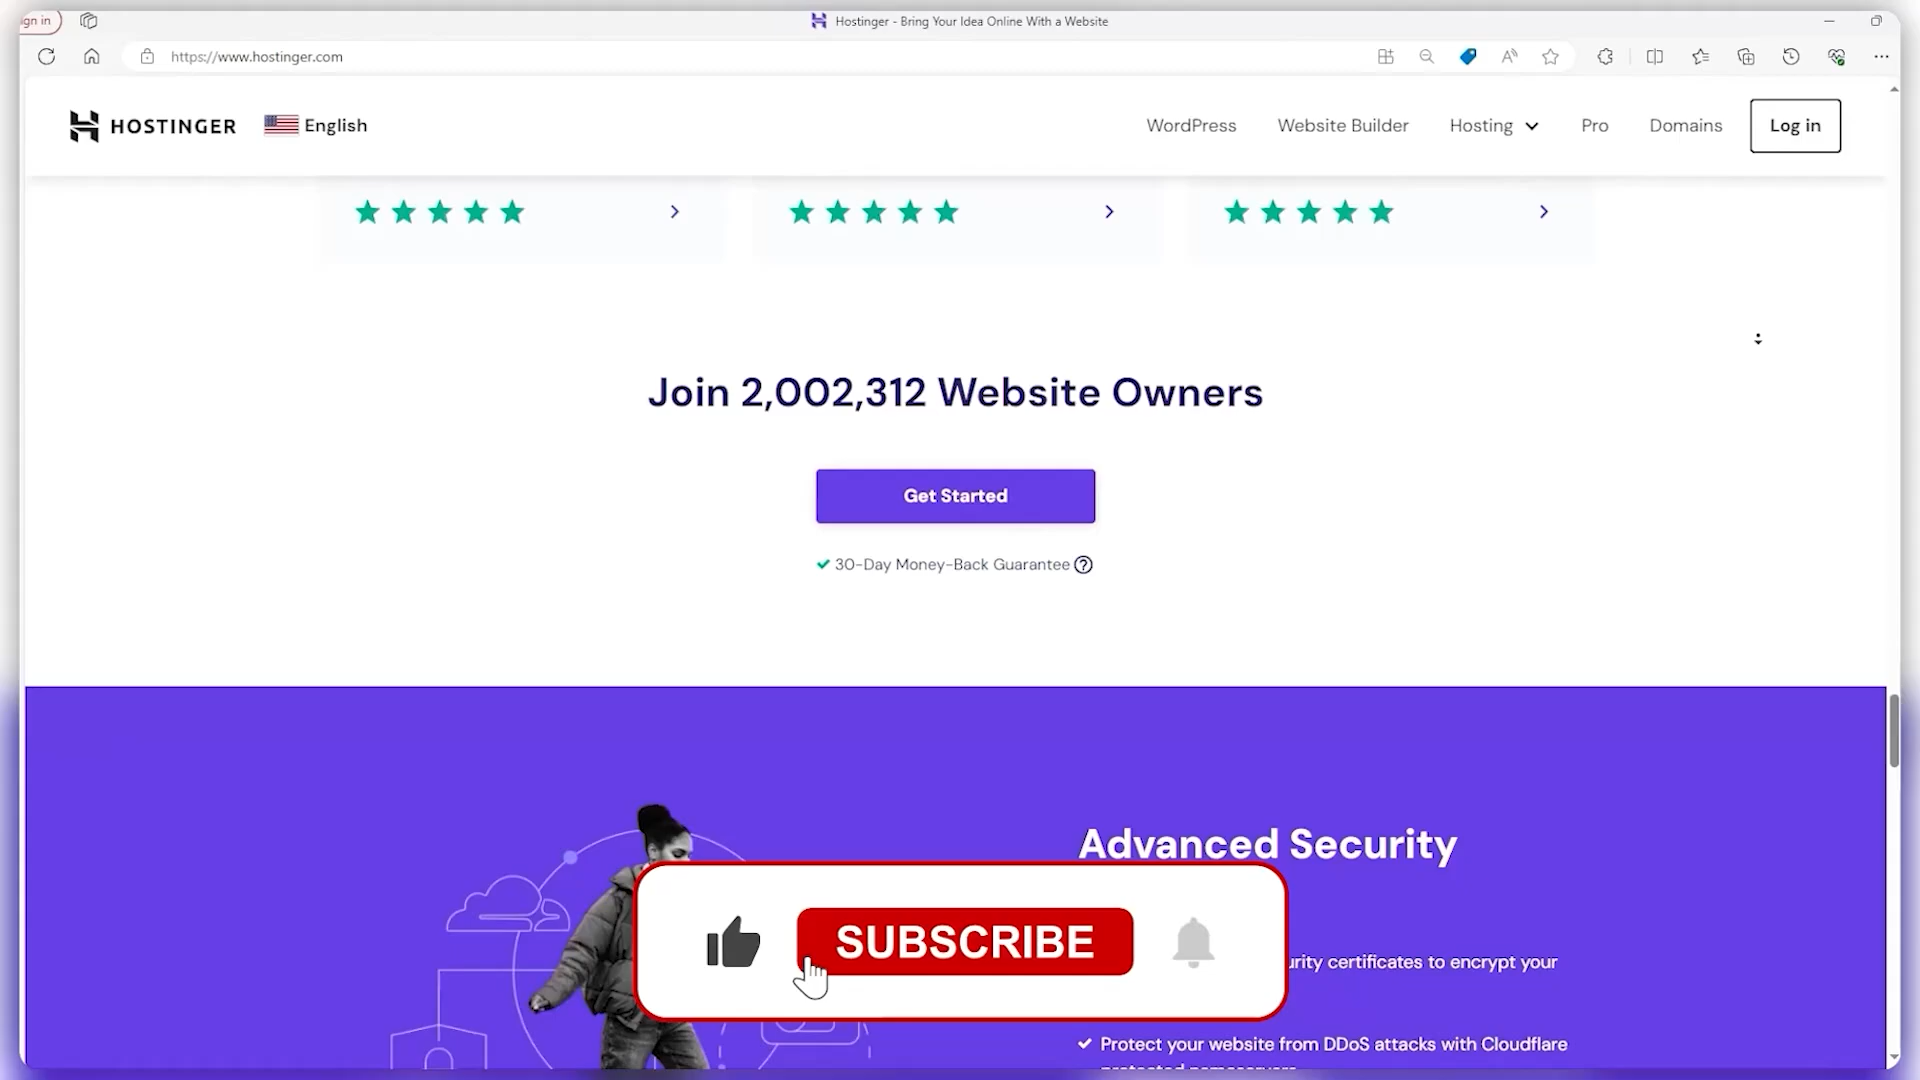 ign in
Hostinger - Bring Your Idea Online With a Website
https://www.hostinger.com
HOSTINGER
English
WordPress
Website Builder
Hosting
Pro
Domains
Log in
Join 2,002,312 Website Owners
Get Started
30-Day Money-Back Guarantee
Advanced Security
SUBSCRIBE
urity certificates to encrypt your
Protect your website from DDoS attacks with Cloudflare